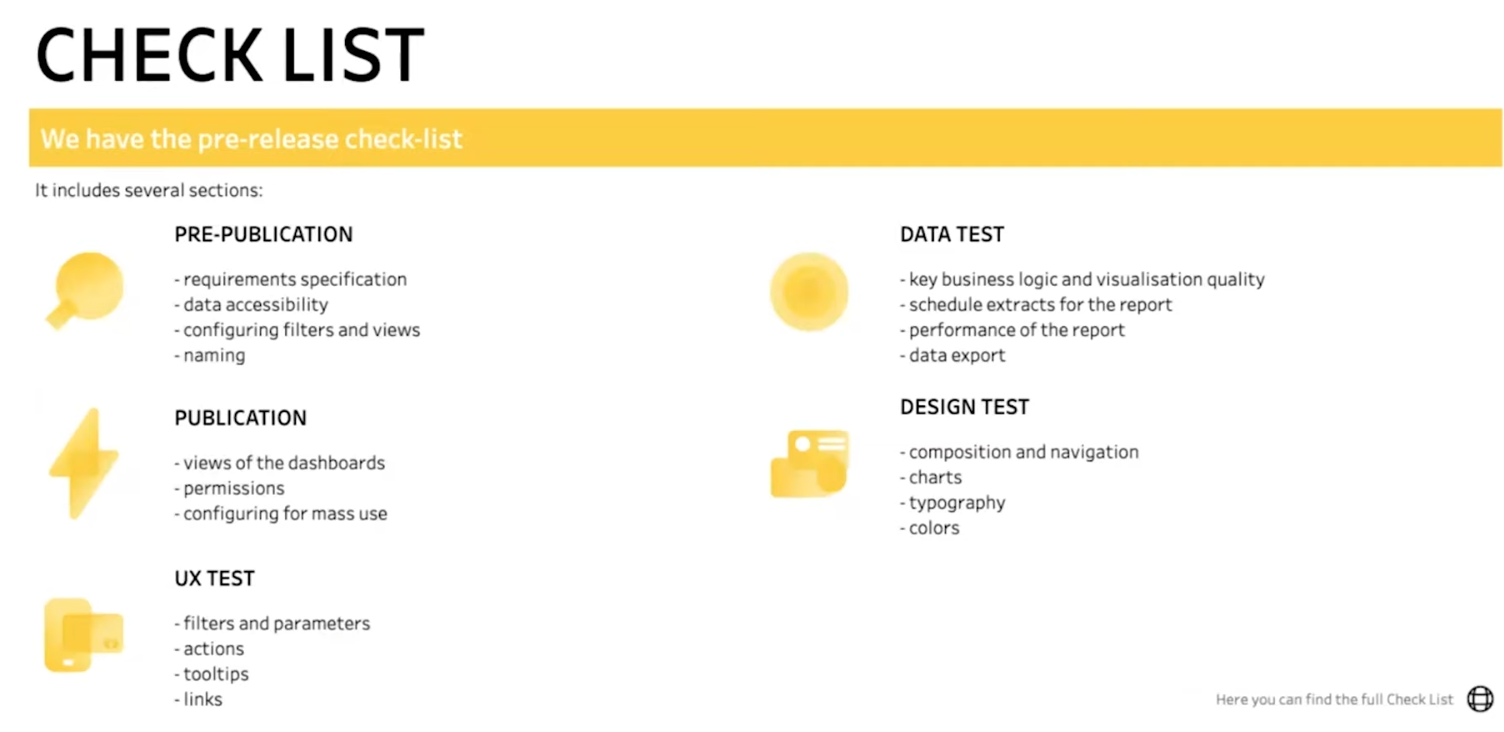 CHECK LIST
We have the pre-release check-list
It includes several sections:
PRE-PUBLICATION
- requirements specification
- data accessibility
- configuring filters and views
- naming
PUBLICATION
- views of the dashboards
- permissions
- configuring for mass use
UX TEST
- filters and parameters
- actions
- tooltips
- links
DATA TEST
- key business logic and visualisation quality
- schedule extracts for the report
- performance of the report
- data export
DESIGN TEST
- composition and navigation
- charts
- typography
- colors
Here you can find the full Check List